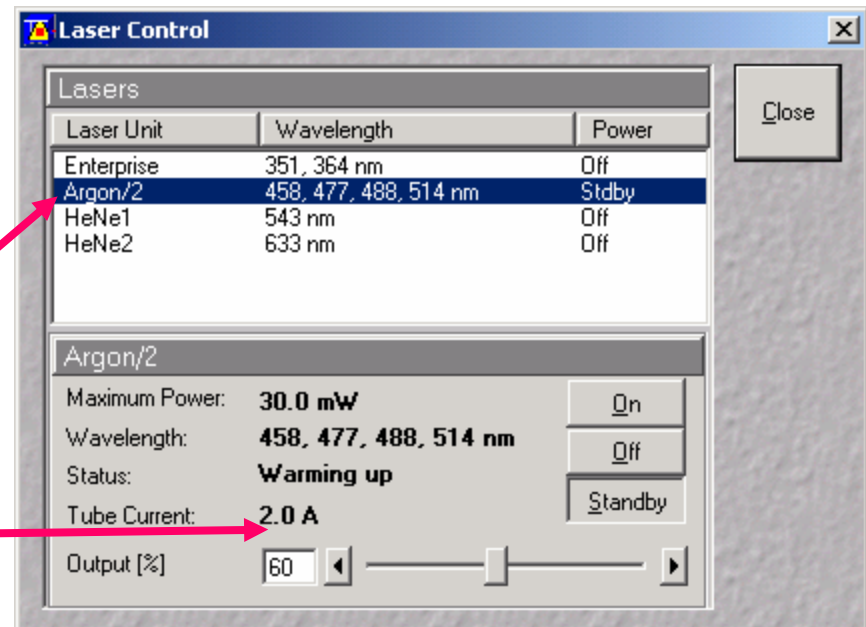 Laser Control
Lasers
Close
Laser Unit Wavelength Power
Enterprise 351, 364 nm Off
Argon/2 458, 477, 488, 514 nm Stdby
HeNe1 543 nm Off
HeNe2 633 nm Off
Argon/2
Maximum Power: 30.0 mW On
Wavelength: 458, 477, 488, 514 nm Off
Status: Warming up
Tube Current: 2.0 A Standby
Output [%] 60